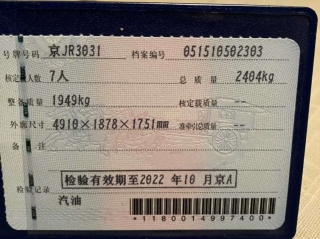 号牌号码 京JR3031 档案编号 051510502303
核定载人数 7人 总质量 2404kg
整备质量 1949kg 核定载质量 --
外廓尺寸 4910×1878×1751mm 准牵引总质量 --
备注
检验有效期至2022年10月京A
检验记录
汽油
*1180014997400*